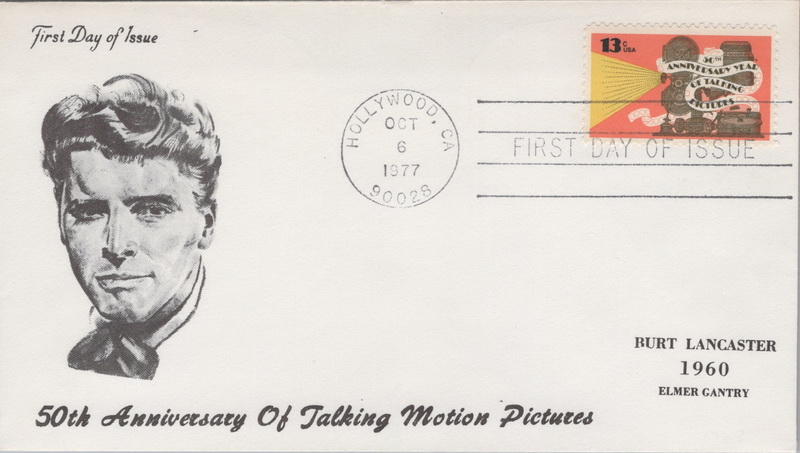 First Day of Issue
13c USA
50TH
ANNIVERSARY YEAR
OF TALKING
PICTURES
HOLLYWOOD, CA
OCT
6
1977
90028
FIRST DAY OF ISSUE
BURT LANCASTER
1960
ELMER GANTRY
50th Anniversary Of Talking Motion Pictures